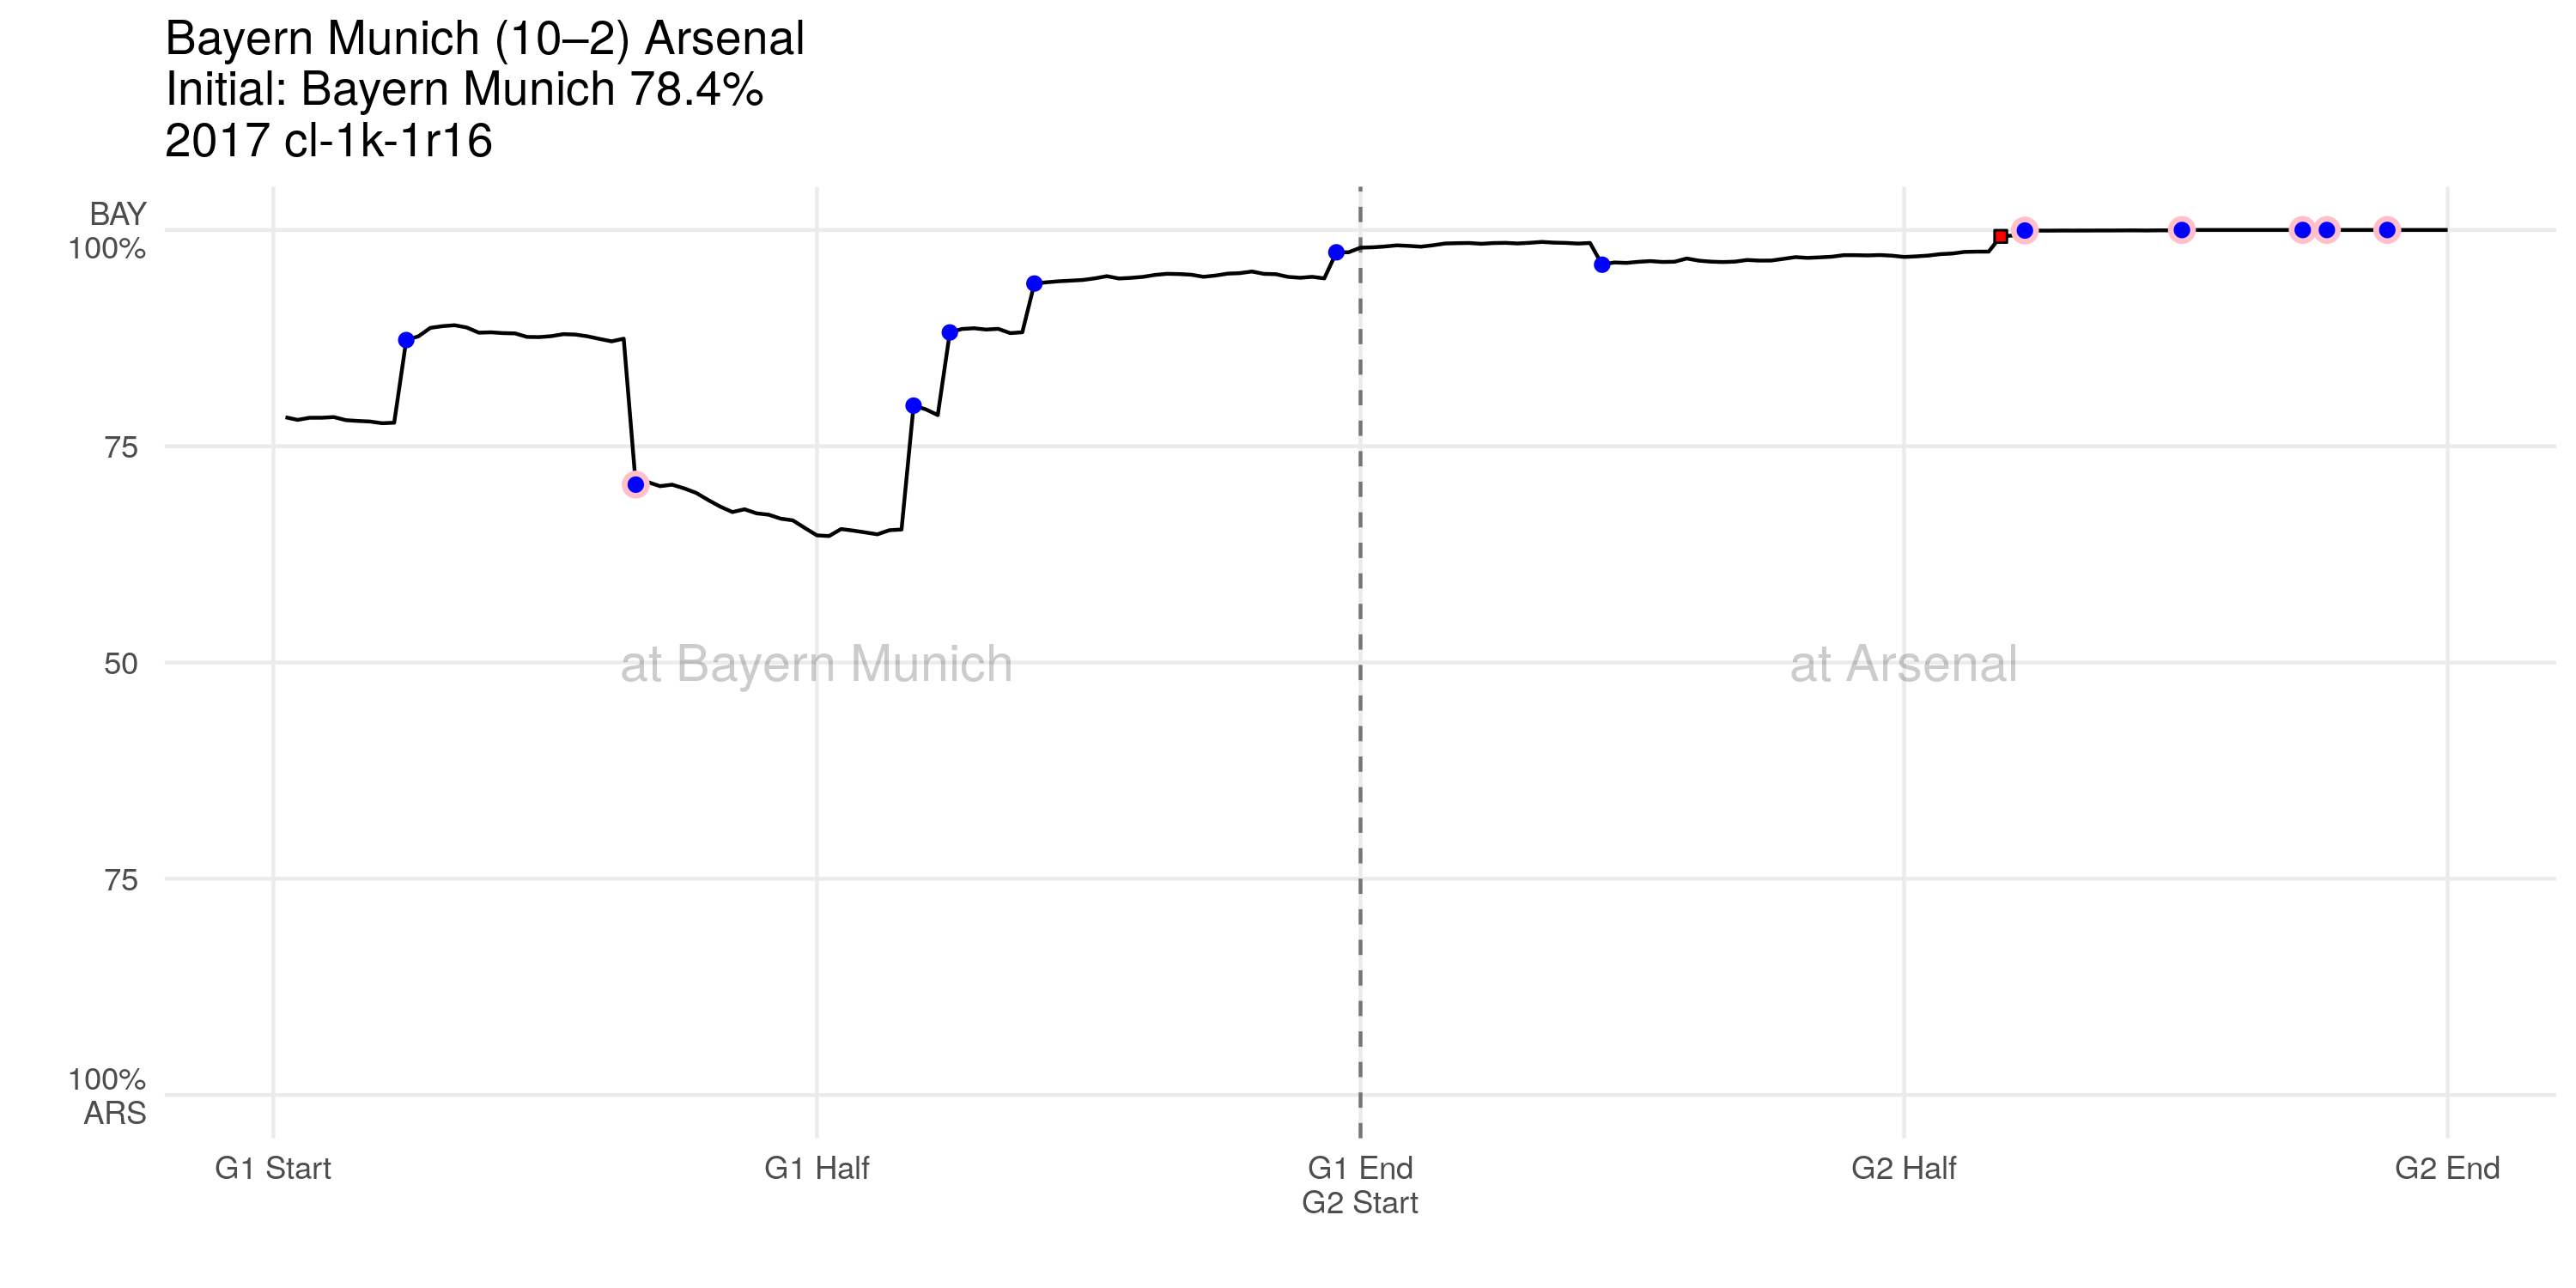 Bayern Munich (10–2) Arsenal
Initial: Bayern Munich 78.4%
2017 cl-1k-1r16
BAY
100%
75
50
75
100%
ARS
at Bayern Munich
at Arsenal
G1 Start
G1 Half
G1 End
G2 Start
G2 Half
G2 End